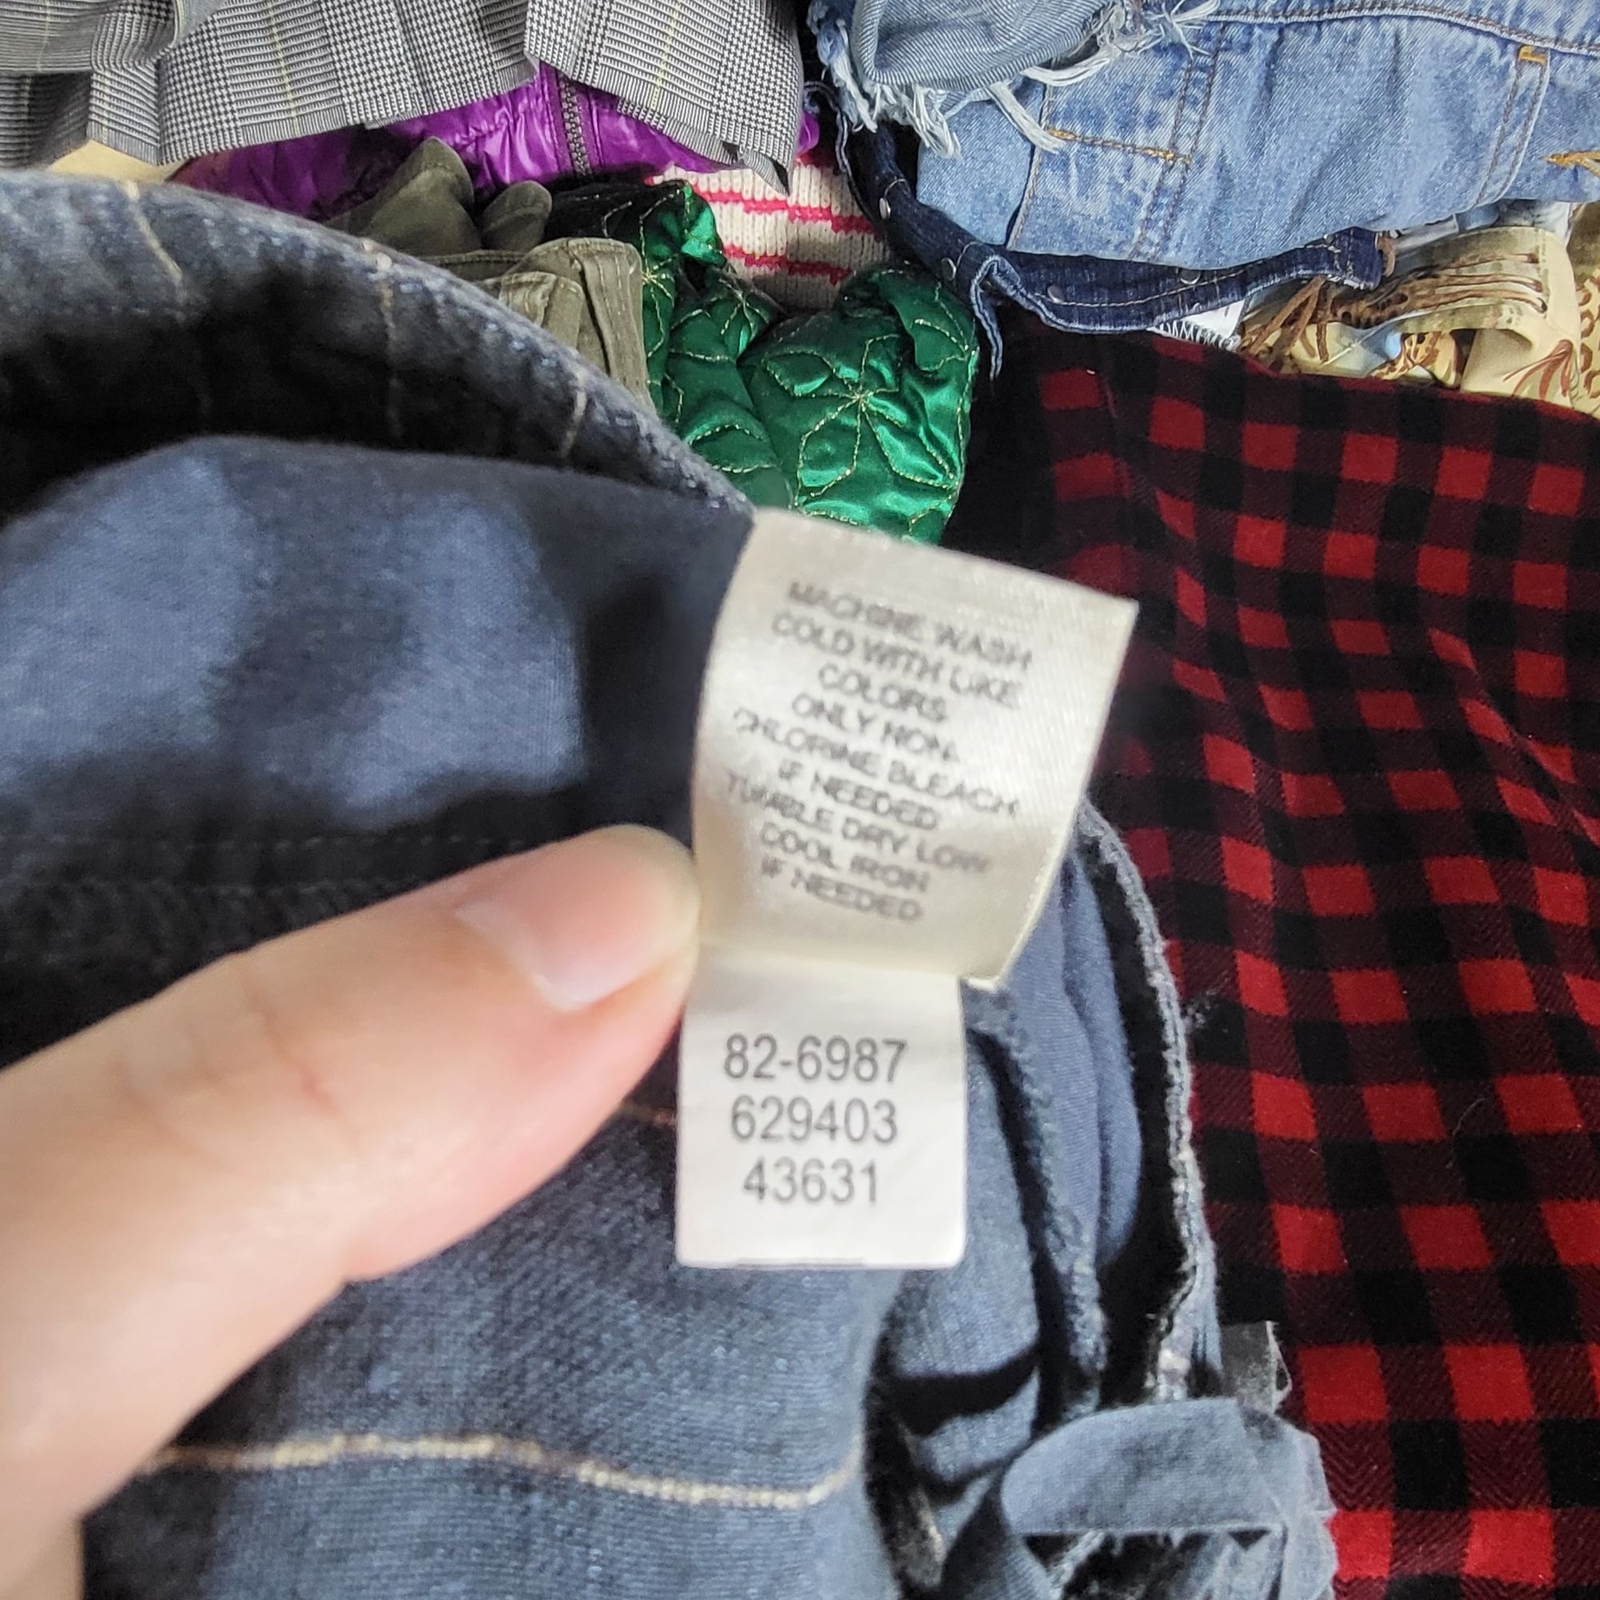 MACHINE WASH
COLD WITH LIKE
COLORS
ONLY NON-
CHLORINE BLEACH
IF NEEDED
TUMBLE DRY LOW
COOL IRON
IF NEEDED
82-6987
629403
43631